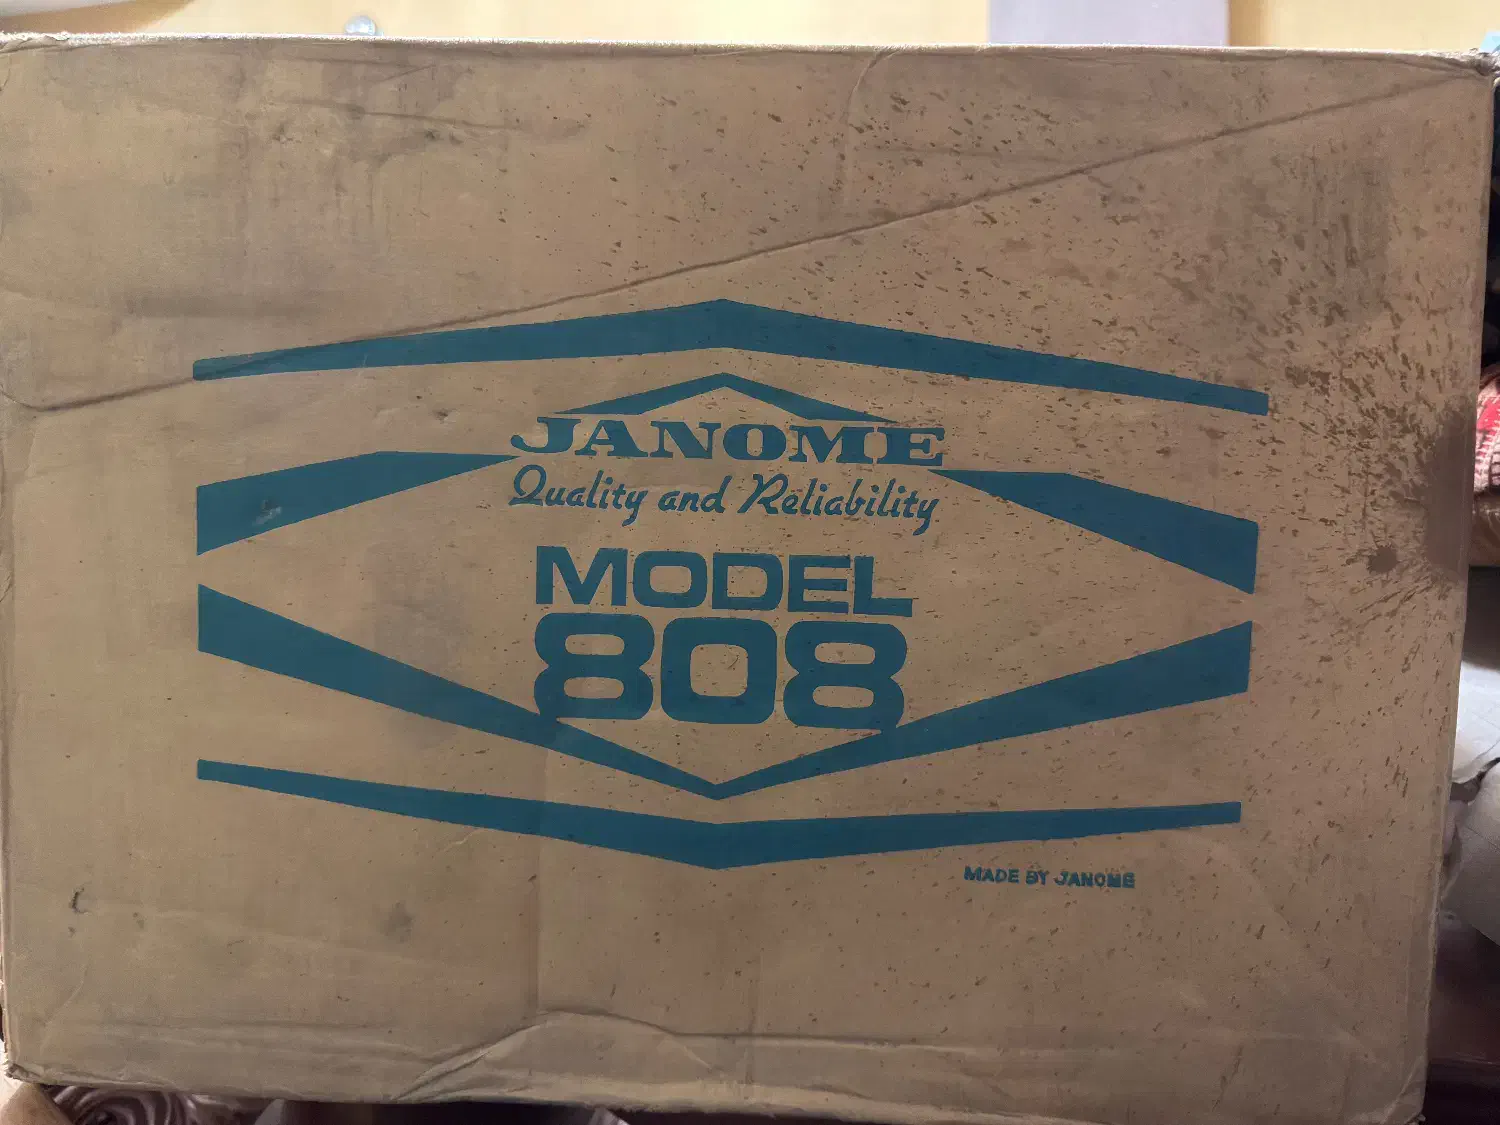 JANOME
Quality and Reliability
MODEL
808
MADE BY JANOME